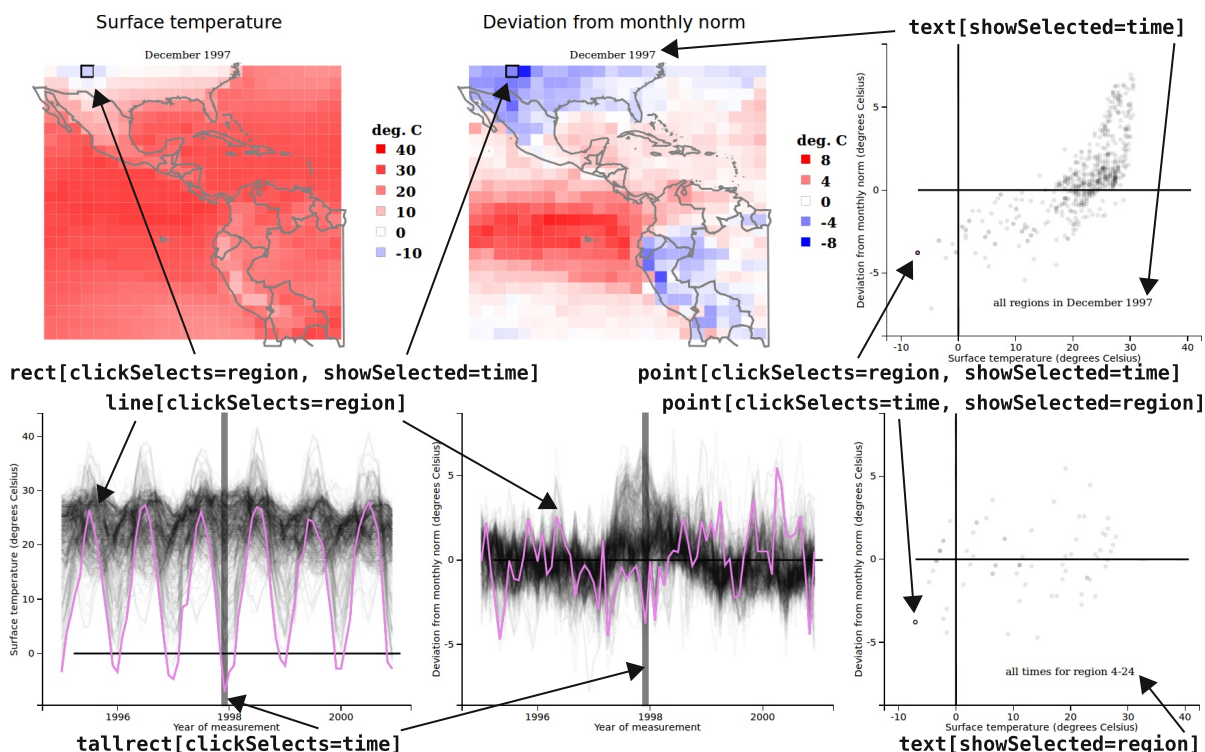 Surface temperature
Deviation from monthly norm
text[showSelected=time]
December 1997
December 1997
deg. C
40
30
20
10
0
-10
deg. C
8
4
0
-4
-8
Deviation from monthly norm (degrees Celsius)
5
0
-5
all regions in December 1997
-10
0
10
20
30
40
Surface temperature (degrees Celsius)
rect[clickSelects=region, showSelected=time]
point[clickSelects=region, showSelected=time]
line[clickSelects=region]
point[clickSelects=time, showSelected=region]
Surface temperature (degrees Celsius)
40
30
20
10
0
1996
1998
2000
Year of measurement
Deviation from monthly norm (degrees Celsius)
5
0
-5
1996
1998
2000
Year of measurement
Deviation from monthly norm (degrees Celsius)
5
0
-5
all times for region 4-24
-10
0
10
20
30
40
Surface temperature (degrees Celsius)
tallrect[clickSelects=time]
text[showSelected=region]